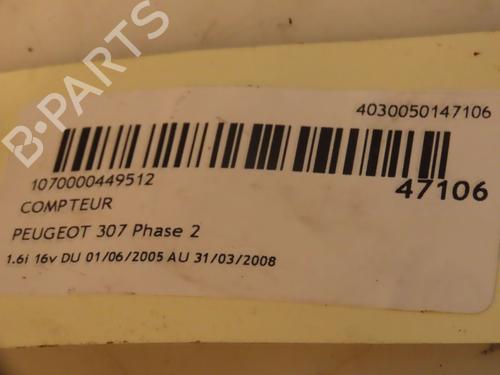 4030050147106
1070000449512
47106
COMPTEUR
PEUGEOT 307 Phase 2
1.6i 16v DU 01/06/2005 AU 31/03/2008
B-PARTS